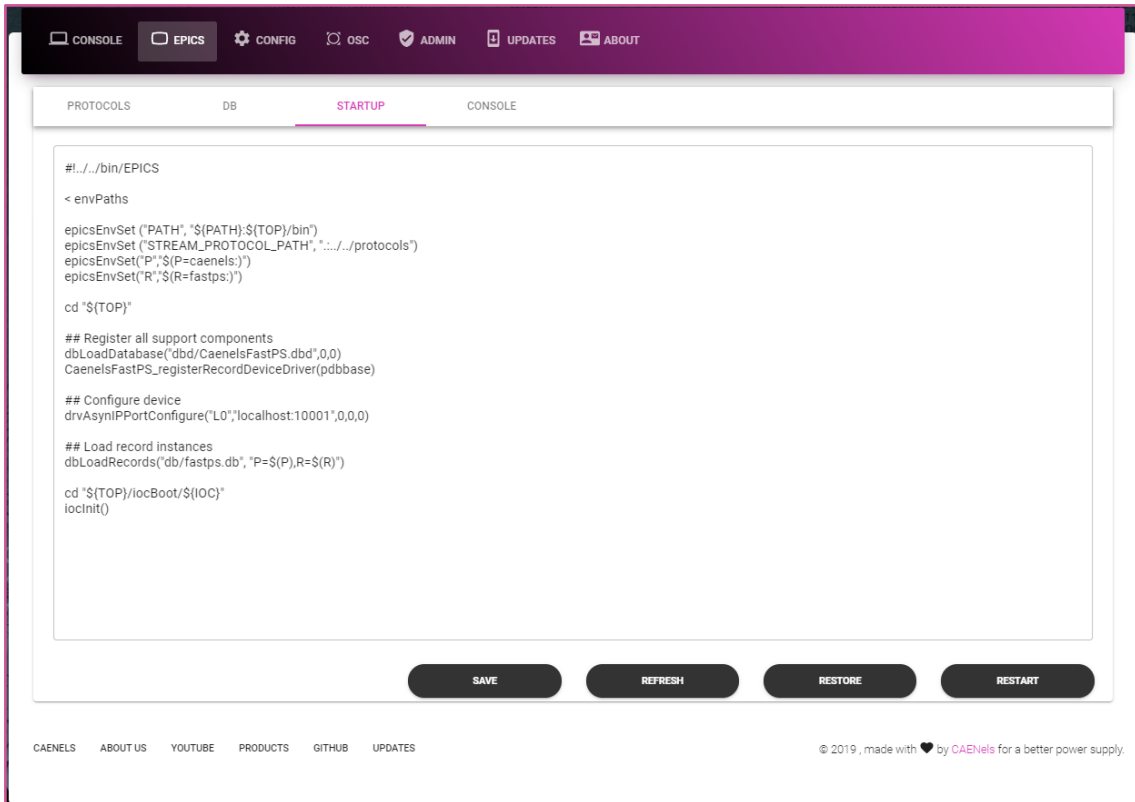 CONSOLE EPICS CONFIG OSC ADMIN UPDATES ABOUT
PROTOCOLS DB STARTUP CONSOLE
#!../../bin/EPICS
< envPaths
epicsEnvSet ("PATH", "${PATH}:${TOP}/bin")
epicsEnvSet ("STREAM_PROTOCOL_PATH", ".:../../protocols")
epicsEnvSet("P","$(P=caenels:)")
epicsEnvSet("R","$(R=fastps:)")
cd "${TOP}"
## Register all support components
dbLoadDatabase("dbd/CaenelsFastPS.dbd",0,0)
CaenelsFastPS_registerRecordDeviceDriver(pdbbase)
## Configure device
drvAsynIPPortConfigure("L0","localhost:10001",0,0,0)
## Load record instances
dbLoadRecords("db/fastps.db", "P=$(P),R=$(R)")
cd "${TOP}/iocBoot/${IOC}"
iocInit()
SAVE REFRESH RESTORE RESTART
CAENELS ABOUT US YOUTUBE PRODUCTS GITHUB UPDATES © 2019 , made with ♥ by CAENels for a better power supply.